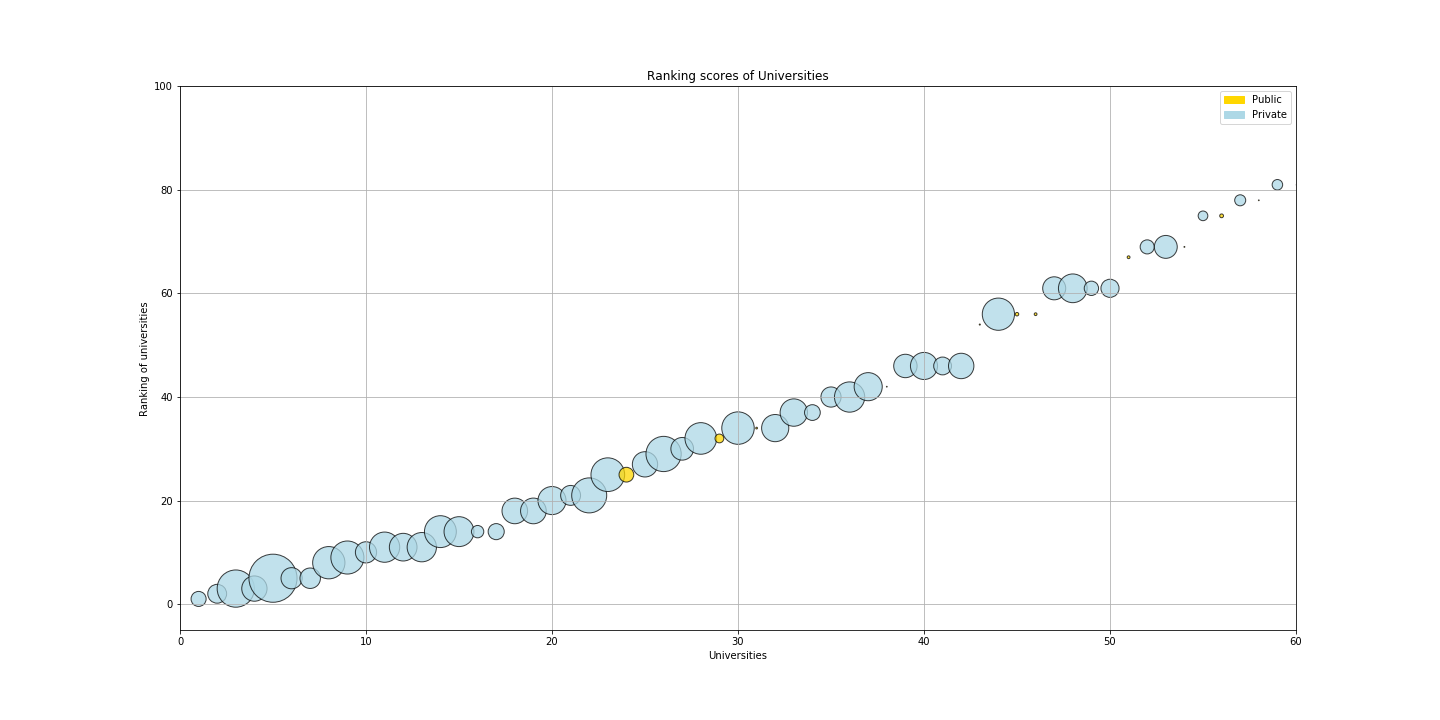 Ranking scores of Universities
100
80
60
40
20
0
Ranking of universities
Public
Private
0 10 20 30 40 50 60
Universities